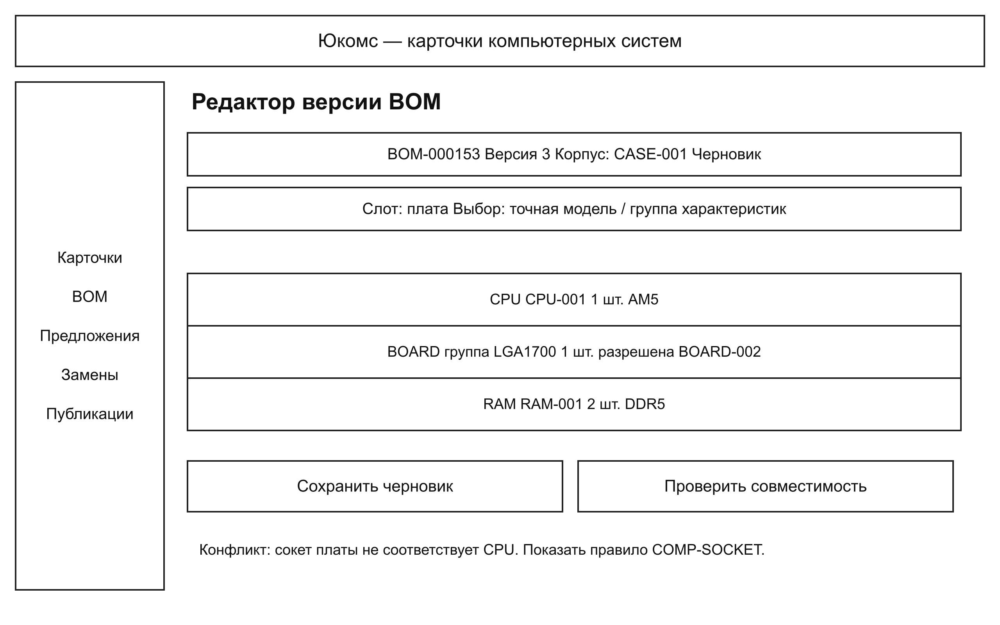 Юкомс — карточки компьютерных систем
Карточки
BOM
Предложения
Замены
Публикации
Редактор версии BOM
BOM-000153 Версия 3 Корпус: CASE-001 Черновик
Слот: плата Выбор: точная модель / группа характеристик
CPU CPU-001 1 шт. AM5
BOARD группа LGA1700 1 шт. разрешена BOARD-002
RAM RAM-001 2 шт. DDR5
Сохранить черновик
Проверить совместимость
Конфликт: сокет платы не соответствует CPU. Показать правило COMP-SOCKET.